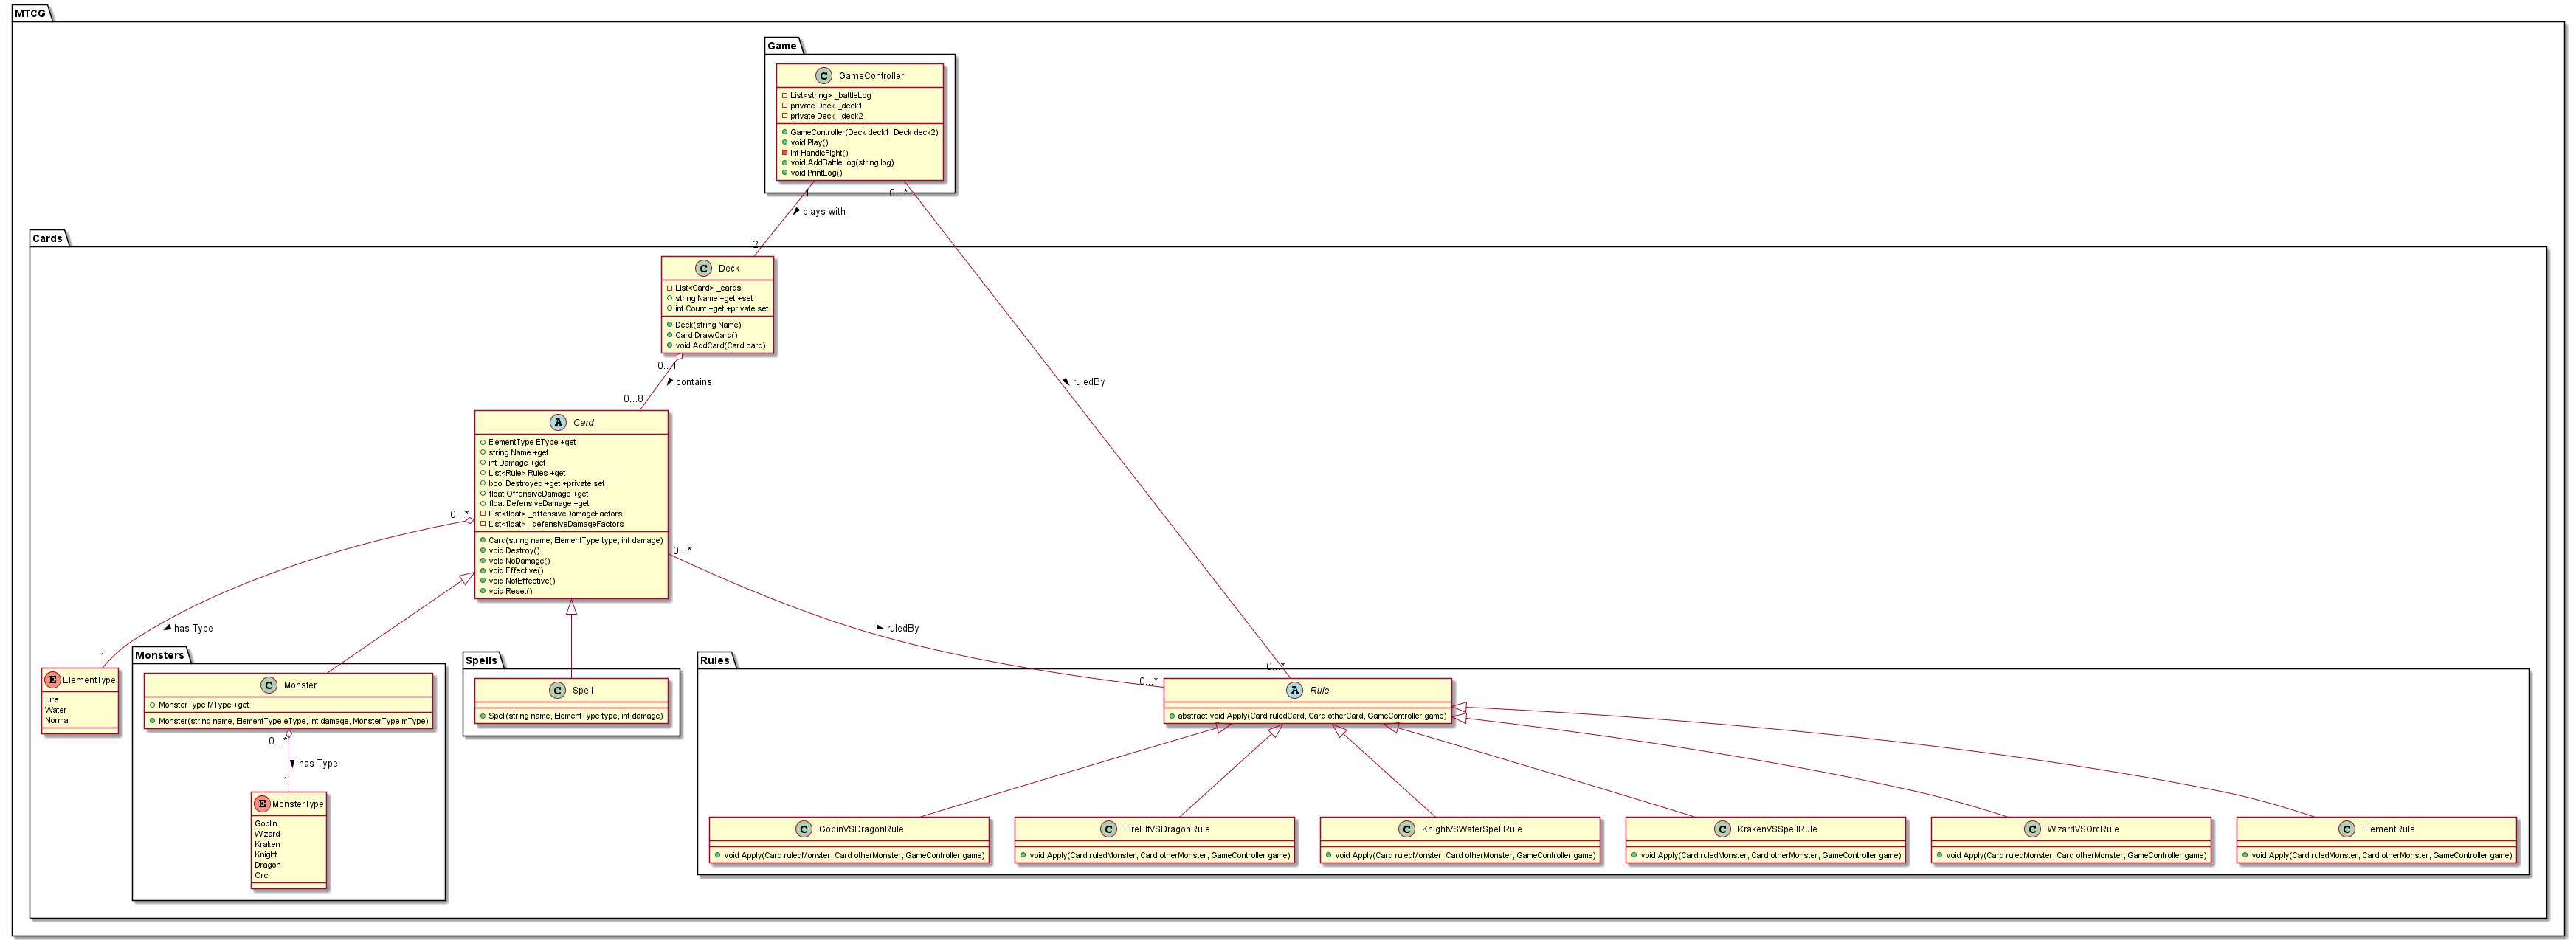 MTCG
Game
C GameController
List<string> _battleLog
private Deck _deck1
private Deck _deck2
GameController(Deck deck1, Deck deck2)
void Play()
int HandleFight()
void AddBattleLog(string log)
void PrintLog()
1
0...*
plays with
2
Cards
C Deck
List<Card> _cards
string Name +get +set
int Count +get +private set
Deck(string Name)
Card DrawCard()
void AddCard(Card card)
0...1
contains
ruledBy
0...8
A Card
ElementType EType +get
string Name +get
int Damage +get
List<Rule> Rules +get
bool Destroyed +get +private set
float OffensiveDamage +get
float DefensiveDamage +get
List<float> _offensiveDamageFactors
List<float> _defensiveDamageFactors
Card(string name, ElementType type, int damage)
void Destroy()
void NoDamage()
void Effective()
void NotEffective()
void Reset()
0...*
0...*
has Type
ruledBy
1
0...*
0...*
E ElementType
Fire
Water
Normal
Monsters
C Monster
MonsterType MType +get
Monster(string name, ElementType eType, int damage, MonsterType mType)
0...*
has Type
1
E MonsterType
Goblin
Wizard
Kraken
Knight
Dragon
Orc
Spells
C Spell
Spell(string name, ElementType type, int damage)
Rules
A Rule
abstract void Apply(Card ruledCard, Card otherCard, GameController game)
C GobinVSDragonRule
void Apply(Card ruledMonster, Card otherMonster, GameController game)
C FireElfVSDragonRule
void Apply(Card ruledMonster, Card otherMonster, GameController game)
C KnightVSWaterSpellRule
void Apply(Card ruledMonster, Card otherMonster, GameController game)
C KrakenVSSpellRule
void Apply(Card ruledMonster, Card otherMonster, GameController game)
C WizardVSOrcRule
void Apply(Card ruledMonster, Card otherMonster, GameController game)
C ElementRule
void Apply(Card ruledMonster, Card otherMonster, GameController game)